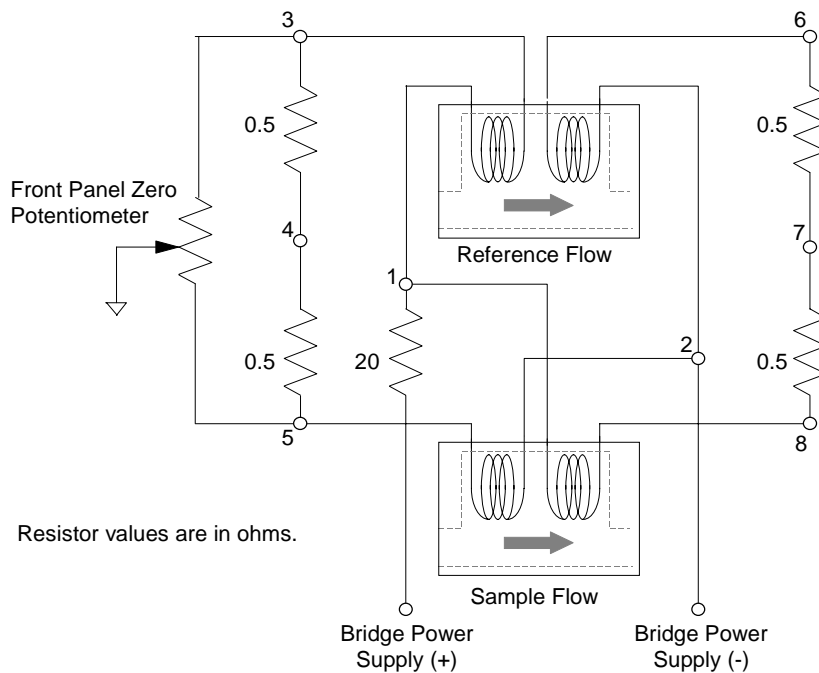 3
6
0.5
0.5
Front Panel Zero
Potentiometer
4
7
Reference Flow
1
2
0.5
20
0.5
5
8
Resistor values are in ohms.
Sample Flow
Bridge Power
Supply (+)
Bridge Power
Supply (-)